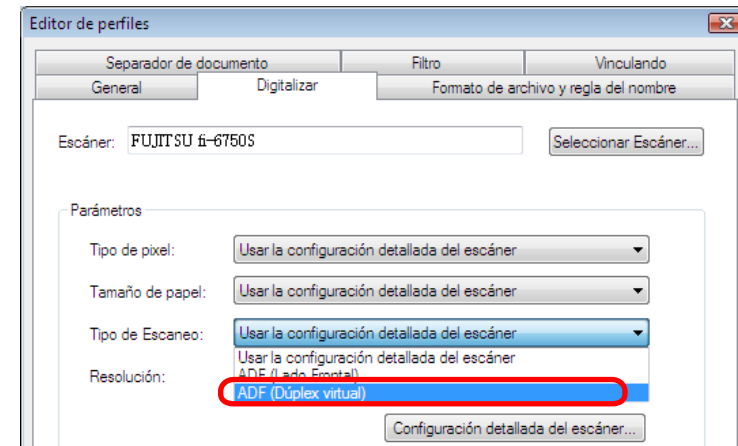 Editor de perfiles
Separador de documento Filtro Vinculando
General Digitalizar Formato de archivo y regla del nombre
Escáner: FUJITSU fi-6750S Seleccionar Escáner...
Parámetros
Tipo de pixel: Usar la configuración detallada del escáner
Tamaño de papel: Usar la configuración detallada del escáner
Tipo de Escaneo: Usar la configuración detallada del escáner
Usar la configuración detallada del escáner
Resolución: ADF (Lado Frontal)
ADF (Dúplex virtual)
Configuración detallada del escáner...